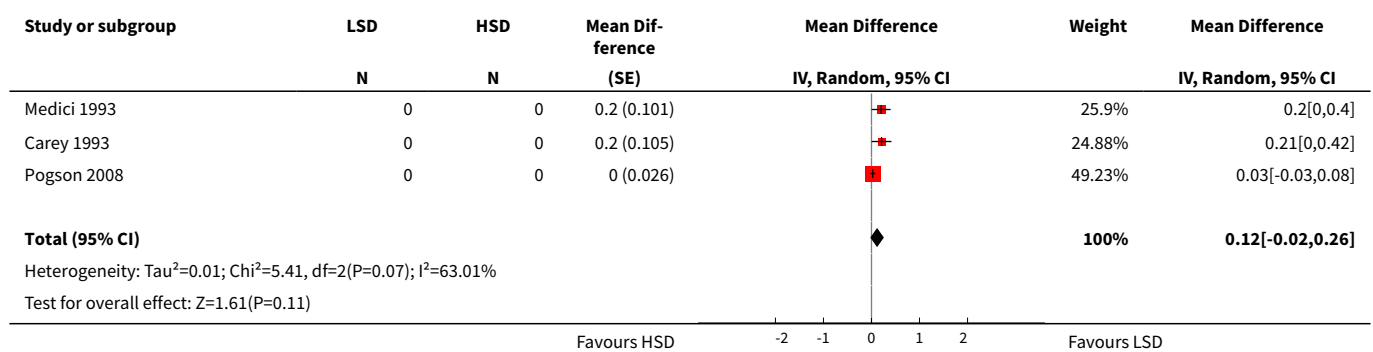 Study or subgroup LSD HSD Mean Dif- Mean Difference Weight Mean Difference
ference
N N (SE) IV, Random, 95% CI IV, Random, 95% CI
Medici 1993 0 0 0.2 (0.101) 25.9% 0.2[0,0.4]
Carey 1993 0 0 0.2 (0.105) 24.88% 0.21[0,0.42]
Pogson 2008 0 0 0 (0.026) 49.23% 0.03[-0.03,0.08]
Total (95% CI) 100% 0.12[-0.02,0.26]
Heterogeneity: Tau²=0.01; Chi²=5.41, df=2(P=0.07); I²=63.01%
Test for overall effect: Z=1.61(P=0.11)
Favours HSD -2 -1 0 1 2 Favours LSD